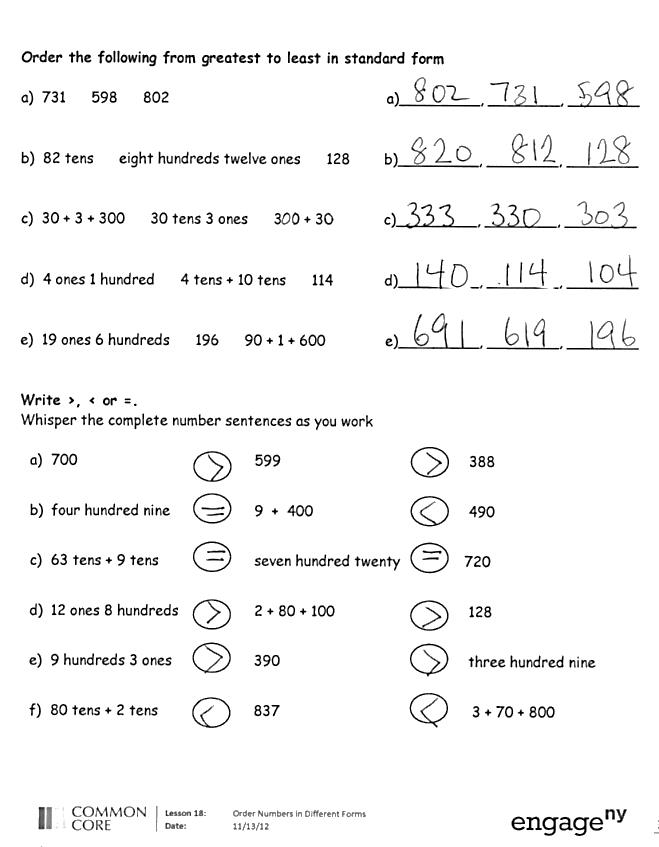 Order the following from greatest to least in standard form
a) 731 598 802 a) 802, 731, 598
b) 82 tens eight hundreds twelve ones 128 b) 820, 812, 128
c) 30 + 3 + 300 30 tens 3 ones 300 + 30 c) 333, 330, 303
d) 4 ones 1 hundred 4 tens + 10 tens 114 d) 140, 114, 104
e) 19 ones 6 hundreds 196 90 + 1 + 600 e) 691, 619, 196
Write >, < or =.
Whisper the complete number sentences as you work
a) 700 > 599 > 388
b) four hundred nine = 9 + 400 < 490
c) 63 tens + 9 tens = seven hundred twenty = 720
d) 12 ones 8 hundreds > 2 + 80 + 100 > 128
e) 9 hundreds 3 ones > 390 > three hundred nine
f) 80 tens + 2 tens < 837 < 3 + 70 + 800
COMMON CORE Lesson 18: Order Numbers in Different Forms
Date: 11/13/12
engage ny